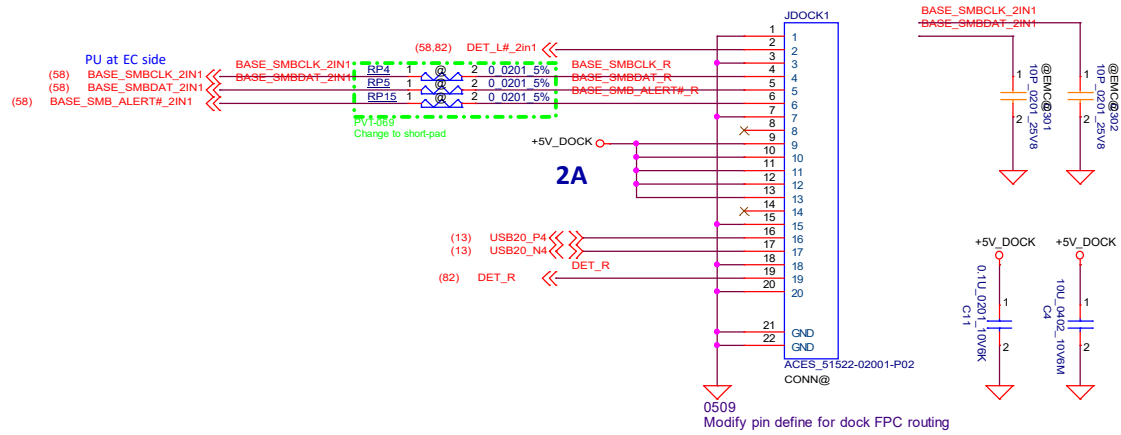 JDOCK1
BASE_SMBCLK_2IN1
BASE_SMBDAT_2IN1
PU at EC side
(58,82) DET_L#_2in1
(58) BASE_SMBCLK_2IN1
BASE_SMBCLK_2IN1
RP4 1 @ 2 0_0201_5%
BASE_SMBCLK_R
(58) BASE_SMBDAT_2IN1
BASE_SMBDAT_2IN1
RP5 1 @ 2 0_0201_5%
BASE_SMBDAT_R
(58) BASE_SMB_ALERT#_2IN1
RP15 1 @ 2 0_0201_5%
BASE_SMB_ALERT#_R
PVT-069
Change to short-pad
+5V_DOCK
2A
(13) USB20_P4
(13) USB20_N4
DET_R
(82) DET_R
1 1
2 2
3 3
4 4
5 5
6 6
7 7
8 8
9 9
10 10
11 11
12 12
13 13
14 14
15 15
16 16
17 17
18 18
19 19
20 20
21 GND
22 GND
ACES_51522-02001-P02
CONN@
0509
Modify pin define for dock FPC routing
1
2
10P_0201_25V8
1
2
10P_0201_25V8
+5V_DOCK
1
2
0.1U_0201_10V6K
C11
+5V_DOCK
1
2
10U_0402_10V6M
C4